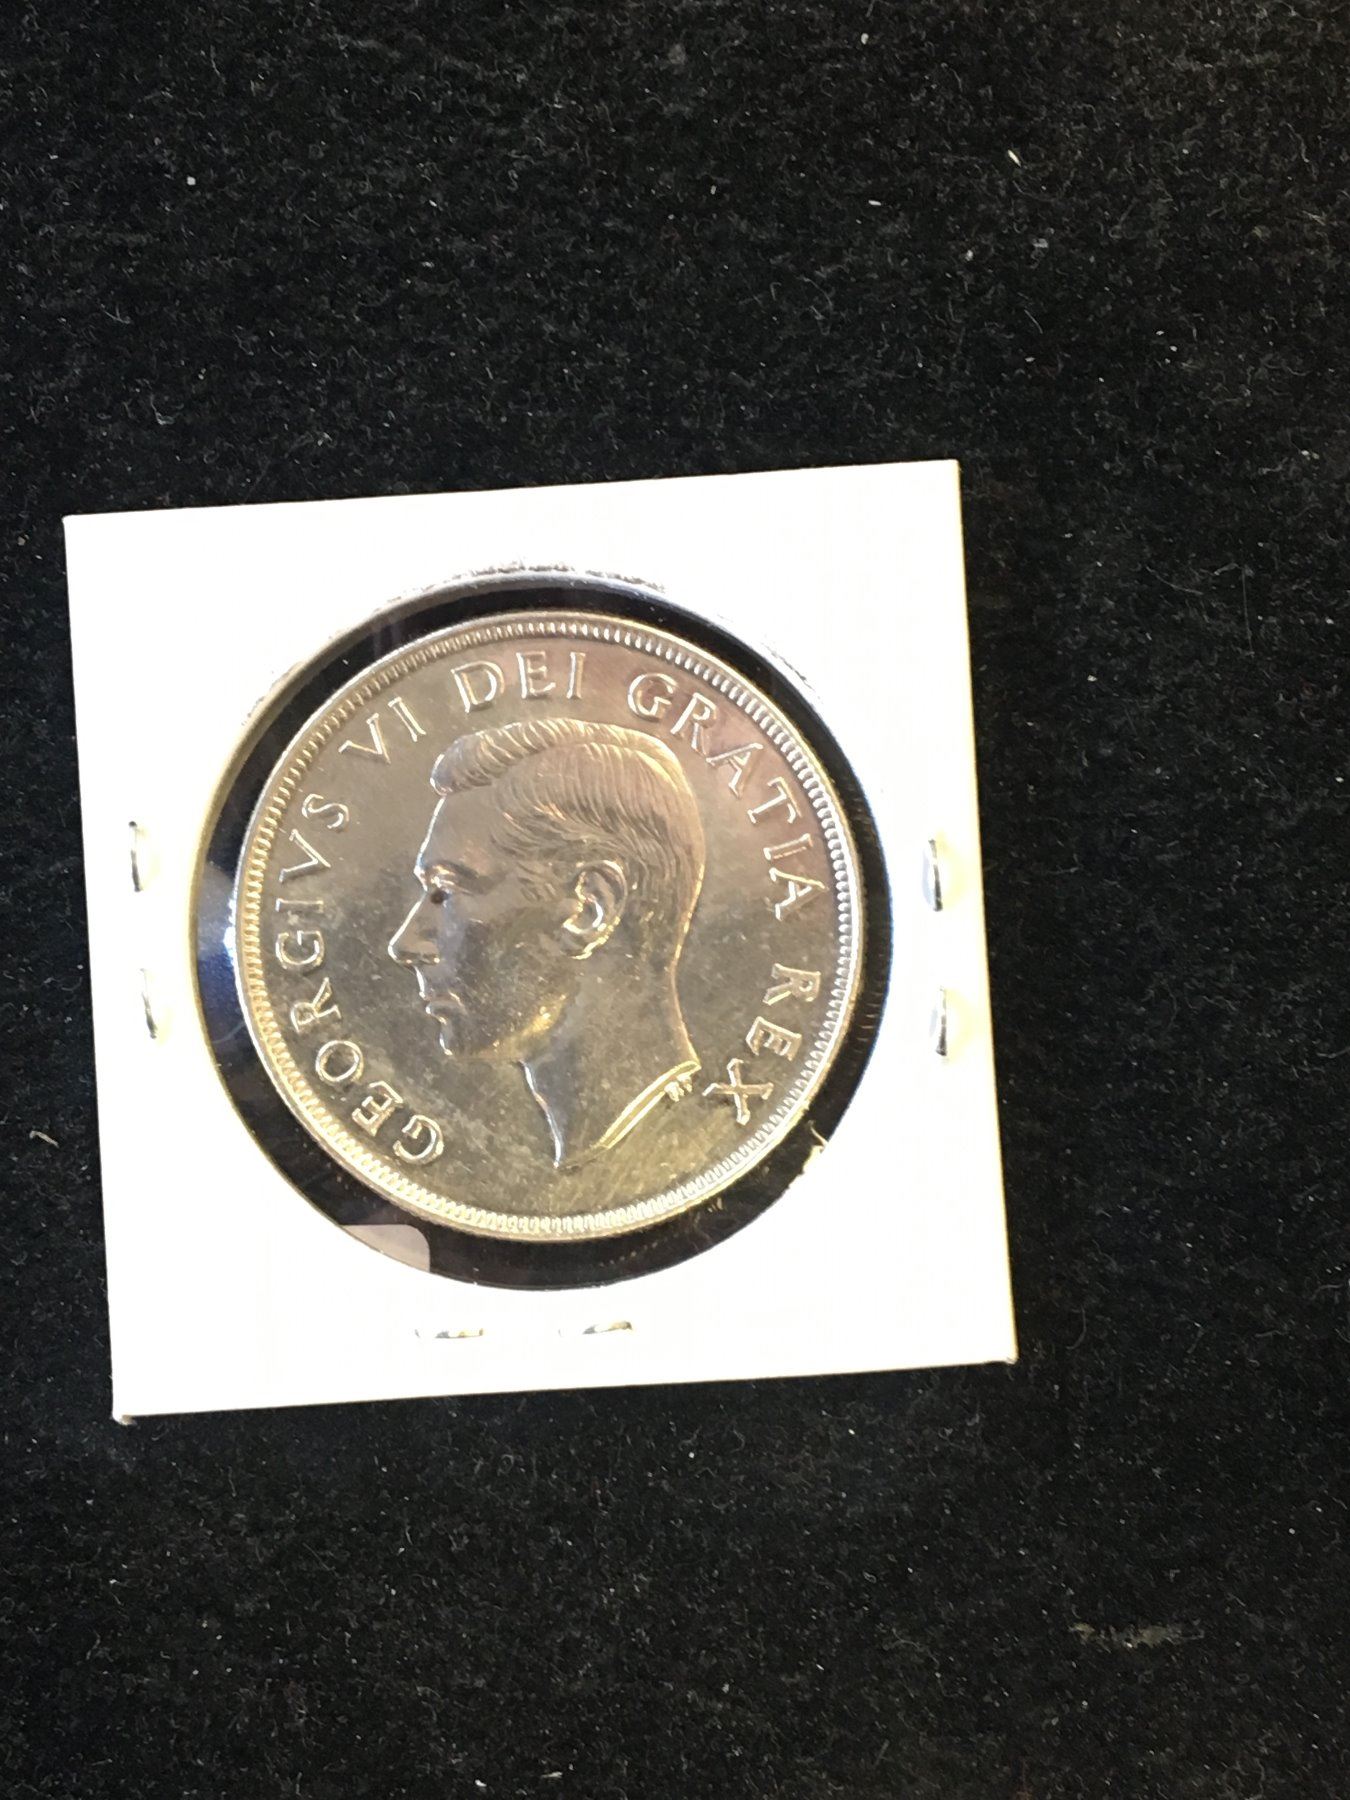 GEORGIVS VI DEI GRATIA REX